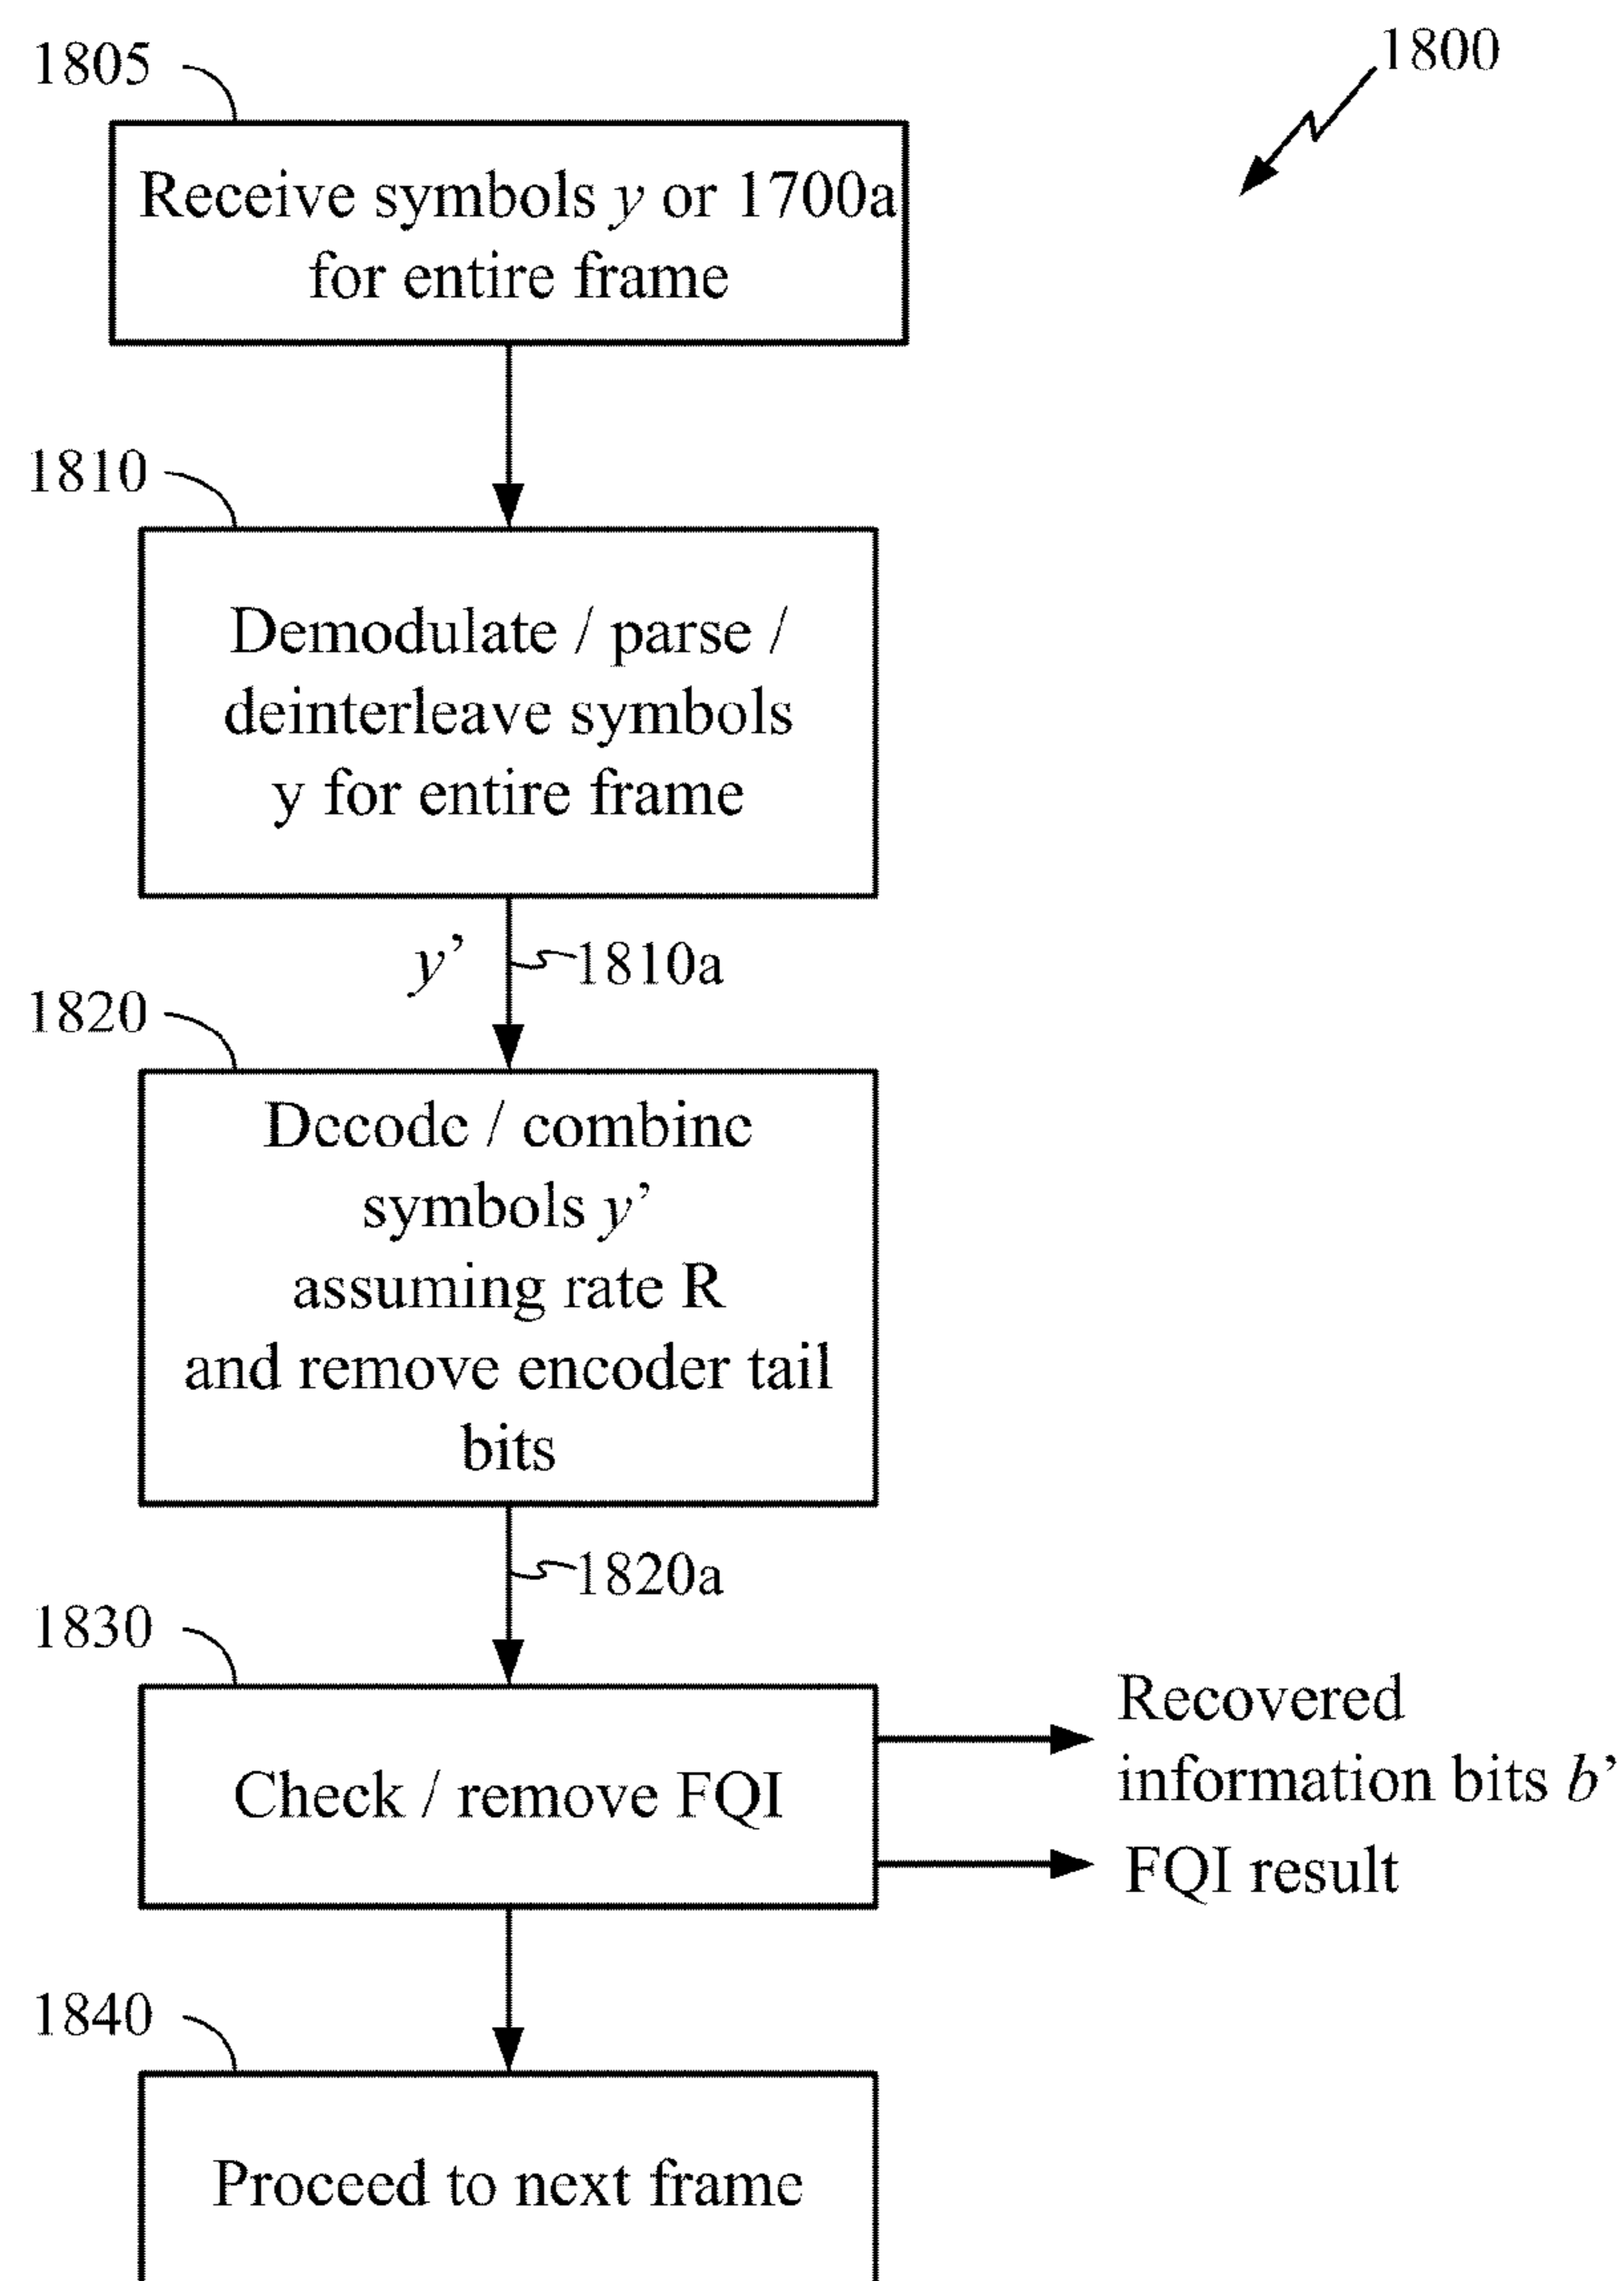 1800
1805
Receive symbols y or 1700a
for entire frame
1810
Demodulate / parse /
deinterleave symbols
y for entire frame
y’
1810a
1820
Decode / combine
symbols y’
assuming rate R
and remove encoder tail
bits
1820a
1830
Check / remove FQI
Recovered
information bits b’
FQI result
1840
Proceed to next frame